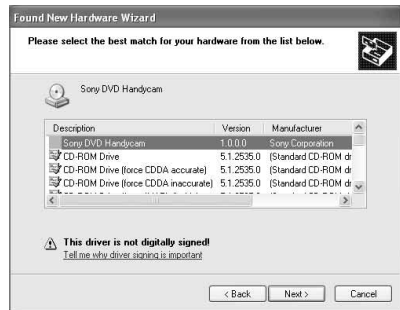 Found New Hardware Wizard
Please select the best match for your hardware from the list below.
Sony DVD Handycam
Description Version Manufacturer
Sony DVD Handycam 1.0.0.0 Sony Corporation
CD-ROM Drive 5.1.2535.0 (Standard CD-ROM dr
CD-ROM Drive (force CDDA accurate) 5.1.2535.0 (Standard CD-ROM dr
CD-ROM Drive (force CDDA inaccurate) 5.1.2535.0 (Standard CD-ROM dr
This driver is not digitally signed!
Tell me why driver signing is important
< Back Next > Cancel